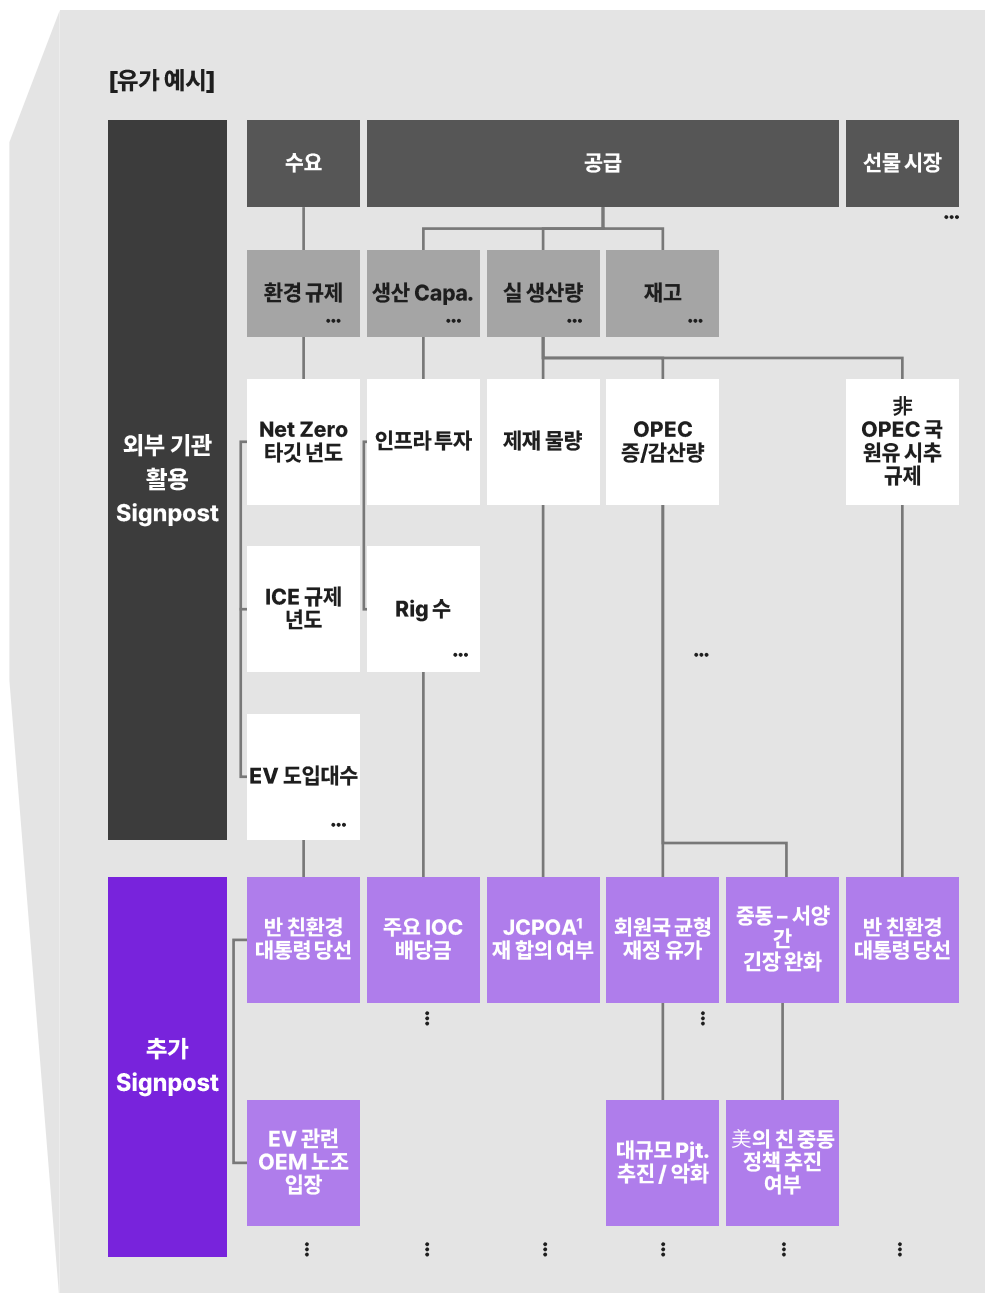 [유가 예시]
수요
공급
선물 시장
...
환경 규제
...
생산 Capa.
...
실 생산량
...
재고
...
외부 기관
활용
Signpost
Net Zero
타깃 년도
인프라 투자
제재 물량
OPEC
증/감산량
非
OPEC 국
원유 시추
규제
ICE 규제
년도
Rig 수
...
...
EV 도입대수
...
추가
Signpost
반 친환경
대통령 당선
주요 IOC
배당금
JCPOA¹
재 합의 여부
회원국 균형
재정 유가
중동 – 서양
간
긴장 완화
반 친환경
대통령 당선
EV 관련
OEM 노조
입장
대규모 Pjt.
추진 / 악화
美의 친 중동
정책 추진
여부